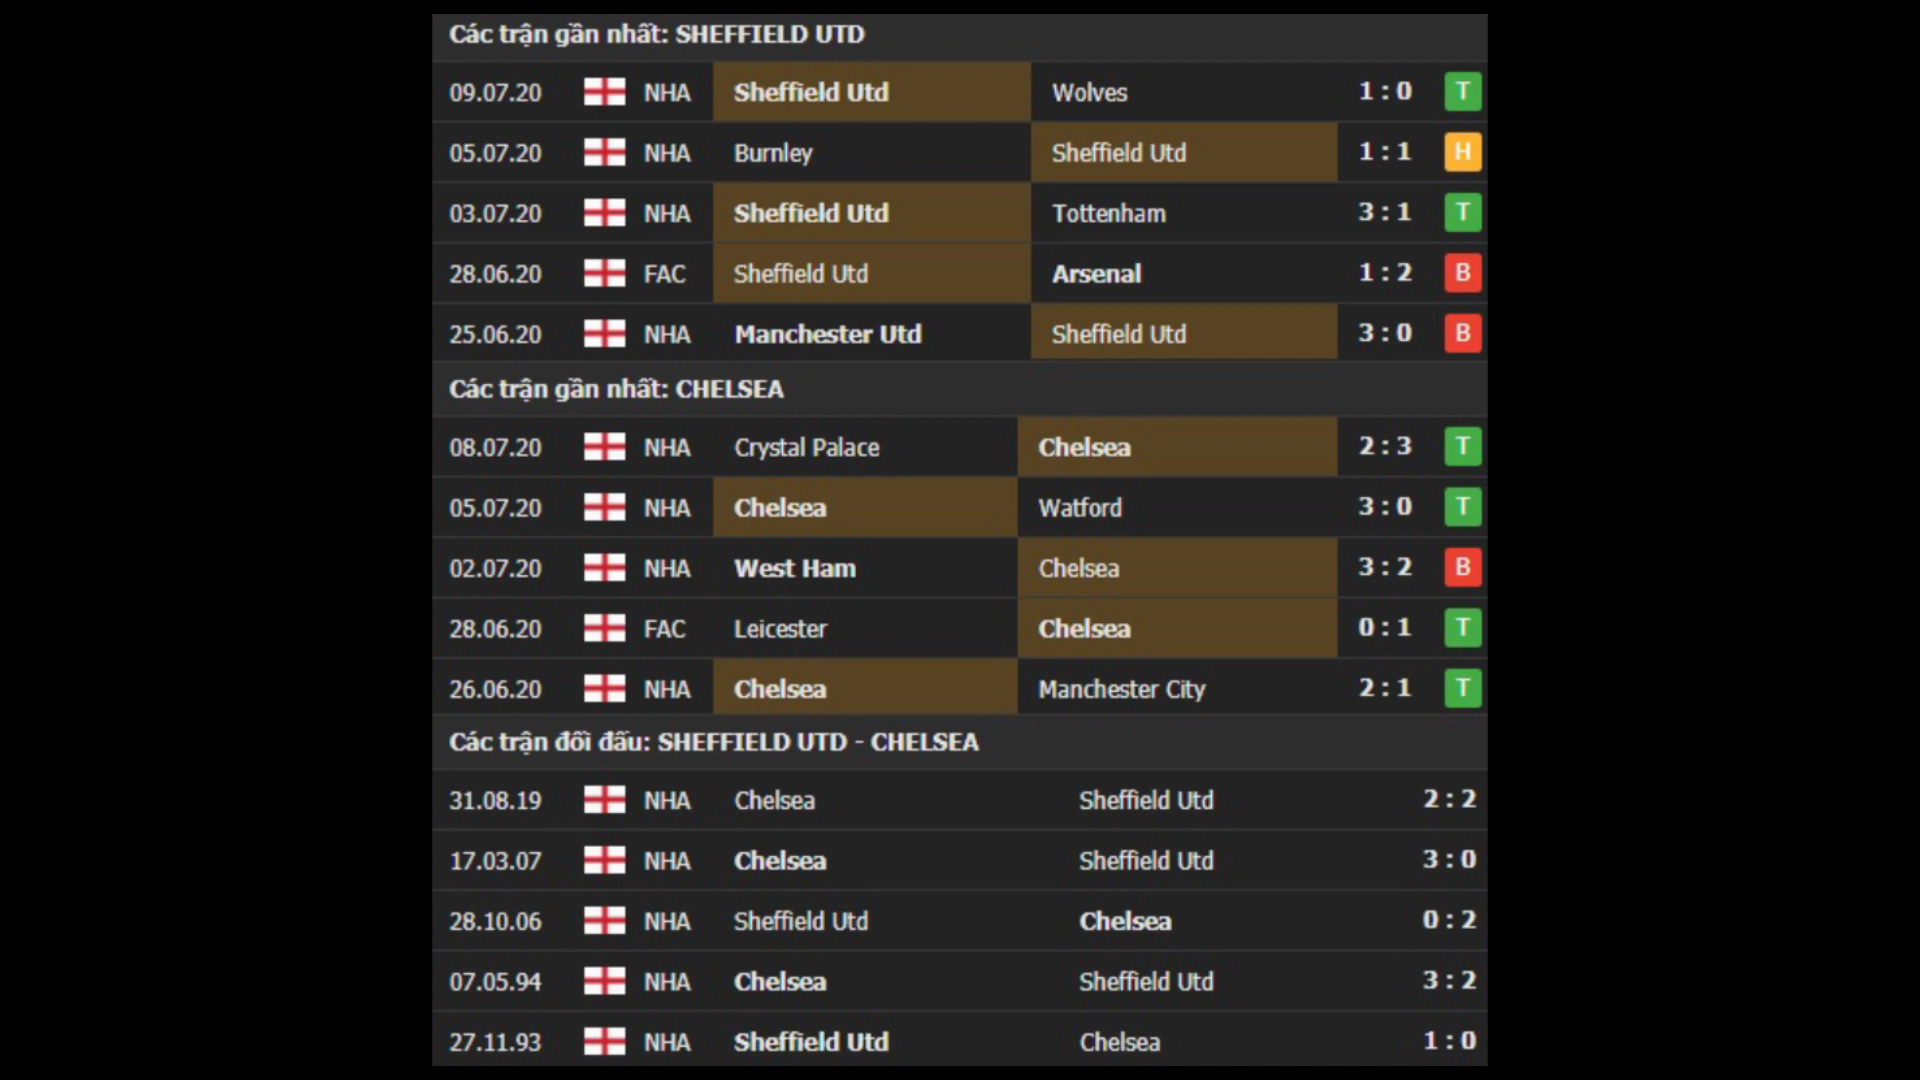 Các trận gần nhất: SHEFFIELD UTD
09.07.20 NHA Sheffield Utd Wolves 1 : 0 T
05.07.20 NHA Burnley Sheffield Utd 1 : 1 H
03.07.20 NHA Sheffield Utd Tottenham 3 : 1 T
28.06.20 FAC Sheffield Utd Arsenal 1 : 2 B
25.06.20 NHA Manchester Utd Sheffield Utd 3 : 0 B
Các trận gần nhất: CHELSEA
08.07.20 NHA Crystal Palace Chelsea 2 : 3 T
05.07.20 NHA Chelsea Watford 3 : 0 T
02.07.20 NHA West Ham Chelsea 3 : 2 B
28.06.20 FAC Leicester Chelsea 0 : 1 T
26.06.20 NHA Chelsea Manchester City 2 : 1 T
Các trận đối đấu: SHEFFIELD UTD - CHELSEA
31.08.19 NHA Chelsea Sheffield Utd 2 : 2
17.03.07 NHA Chelsea Sheffield Utd 3 : 0
28.10.06 NHA Sheffield Utd Chelsea 0 : 2
07.05.94 NHA Chelsea Sheffield Utd 3 : 2
27.11.93 NHA Sheffield Utd Chelsea 1 : 0